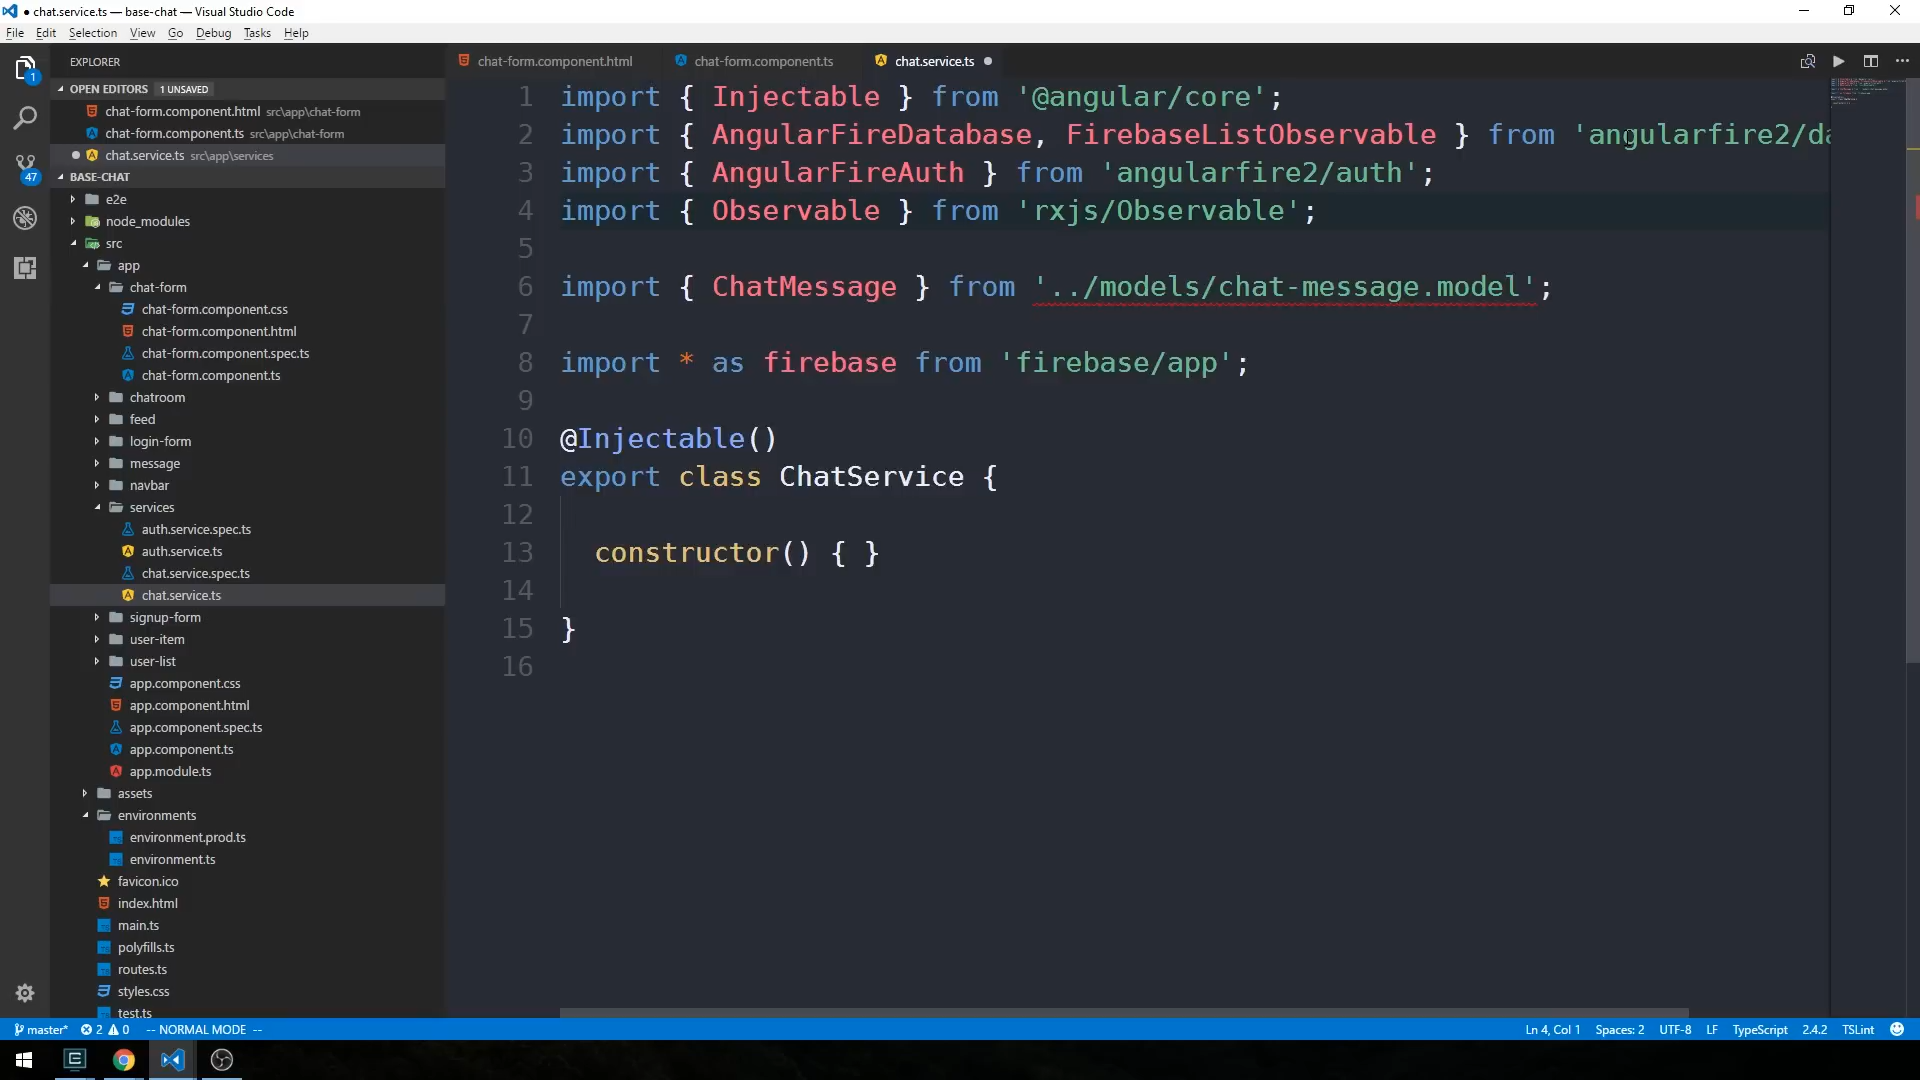 ● chat.service.ts — base-chat — Visual Studio Code
File Edit Selection View Go Debug Tasks Help
EXPLORER
OPEN EDITORS 1 UNSAVED
chat-form.component.html src\app\chat-form
chat-form.component.ts src\app\chat-form
● chat.service.ts src\app\services
BASE-CHAT
e2e
node_modules
src
app
chat-form
chat-form.component.css
chat-form.component.html
chat-form.component.spec.ts
chat-form.component.ts
chatroom
feed
login-form
message
navbar
services
auth.service.spec.ts
auth.service.ts
chat.service.spec.ts
chat.service.ts
signup-form
user-item
user-list
app.component.css
app.component.html
app.component.spec.ts
app.component.ts
app.module.ts
assets
environments
environment.prod.ts
environment.ts
favicon.ico
index.html
main.ts
polyfills.ts
routes.ts
styles.css
test.ts
1
47
chat-form.component.html chat-form.component.ts chat.service.ts ●
1 import { Injectable } from '@angular/core';
2 import { AngularFireDatabase, FirebaseListObservable } from 'angularfire2/da
3 import { AngularFireAuth } from 'angularfire2/auth';
4 import { Observable } from 'rxjs/Observable';
5
6 import { ChatMessage } from '../models/chat-message.model';
7
8 import * as firebase from 'firebase/app';
9
10 @Injectable()
11 export class ChatService {
12
13 constructor() { }
14
15 }
16
master* 2 0 -- NORMAL MODE -- Ln 4, Col 1 Spaces: 2 UTF-8 LF TypeScript 2.4.2 TSLint